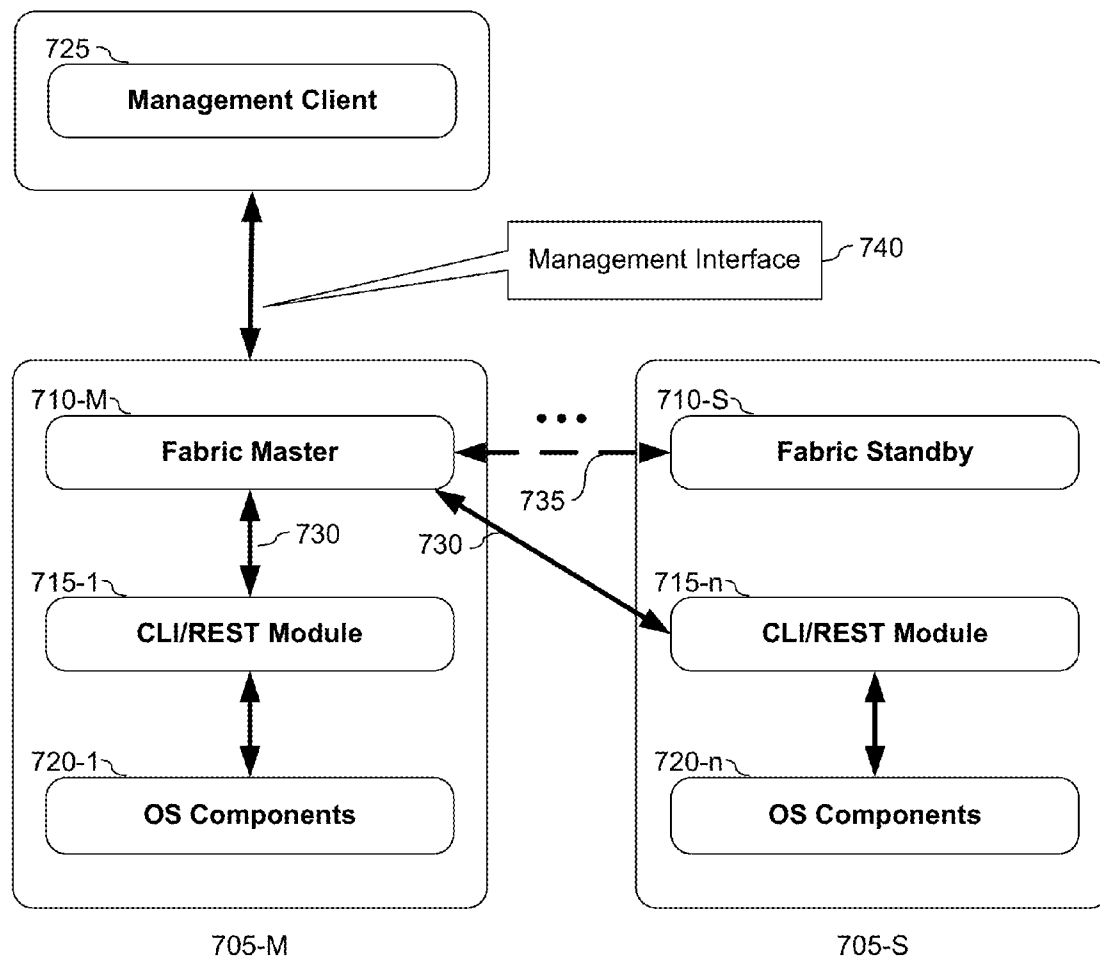 725
Management Client
Management Interface
740
710-M
Fabric Master
710-S
Fabric Standby
735
730
730
715-1
CLI/REST Module
715-n
CLI/REST Module
720-1
OS Components
720-n
OS Components
705-M
705-S